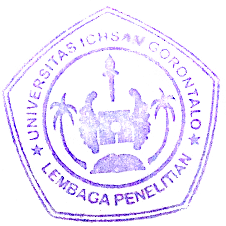 UNIVERSITAS ICHSAN GORONTALO
LEMBAGA PENELITIAN